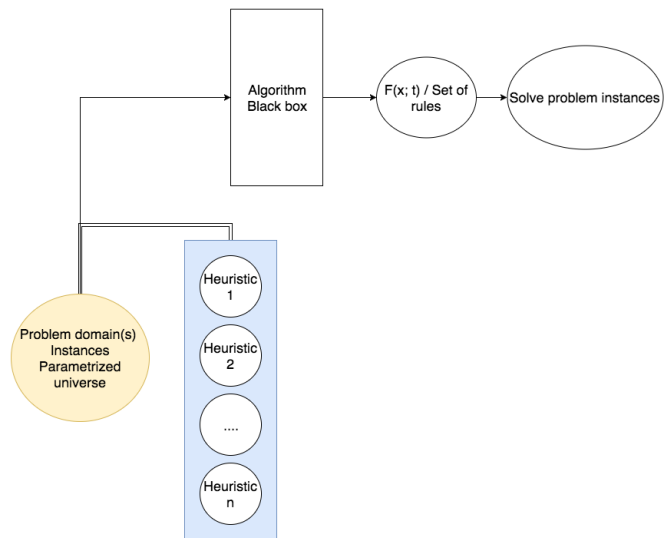 Algorithm
Black box
F(x; t) / Set of
rules
Solve problem instances
Problem domain(s)
Instances
Parametrized
universe
Heuristic
1
Heuristic
2
....
Heuristic
n